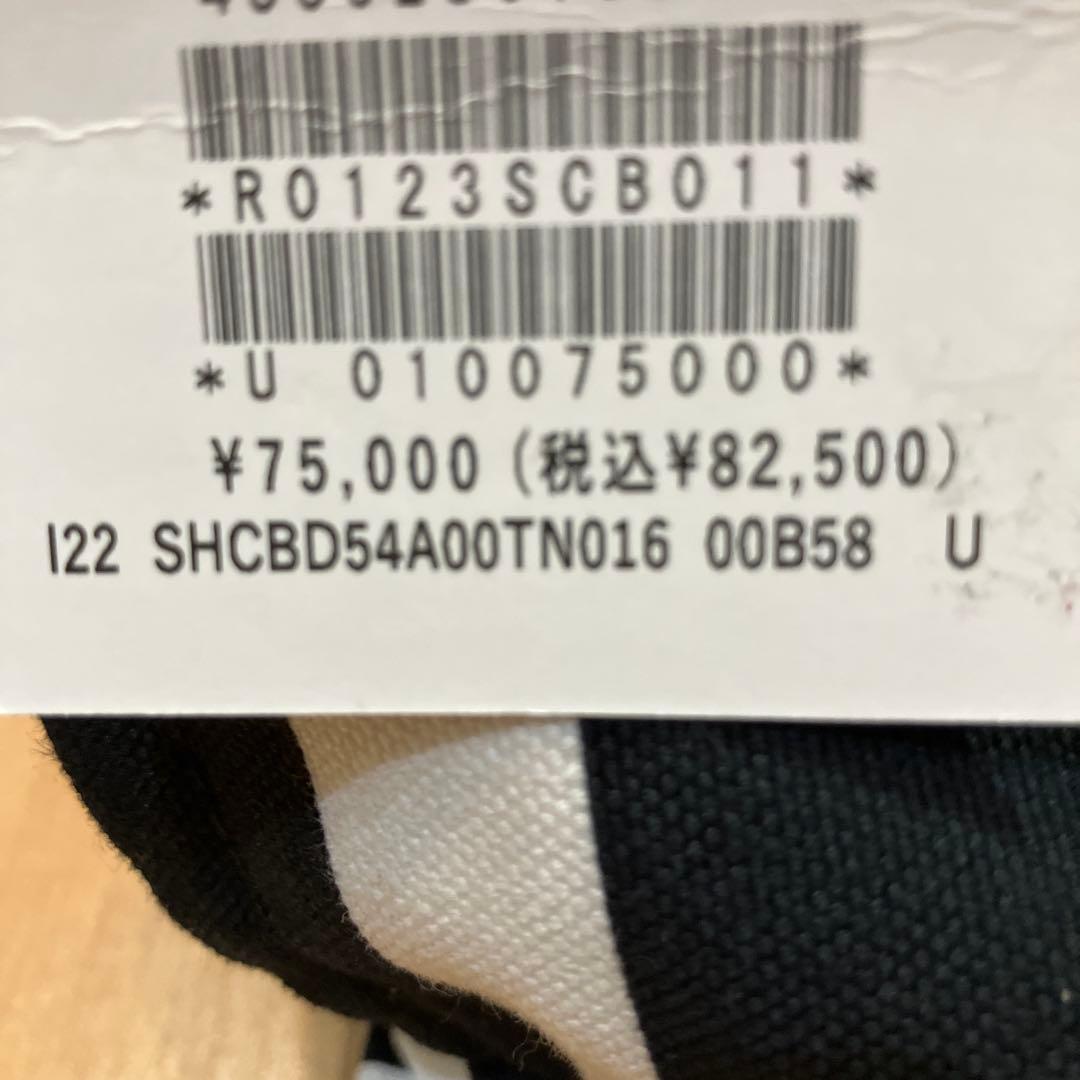 *R0123SCB011*
*U 010075000*
¥75,000(税込¥82,500)
I22 SHCBD54A00TN016 00B58 U